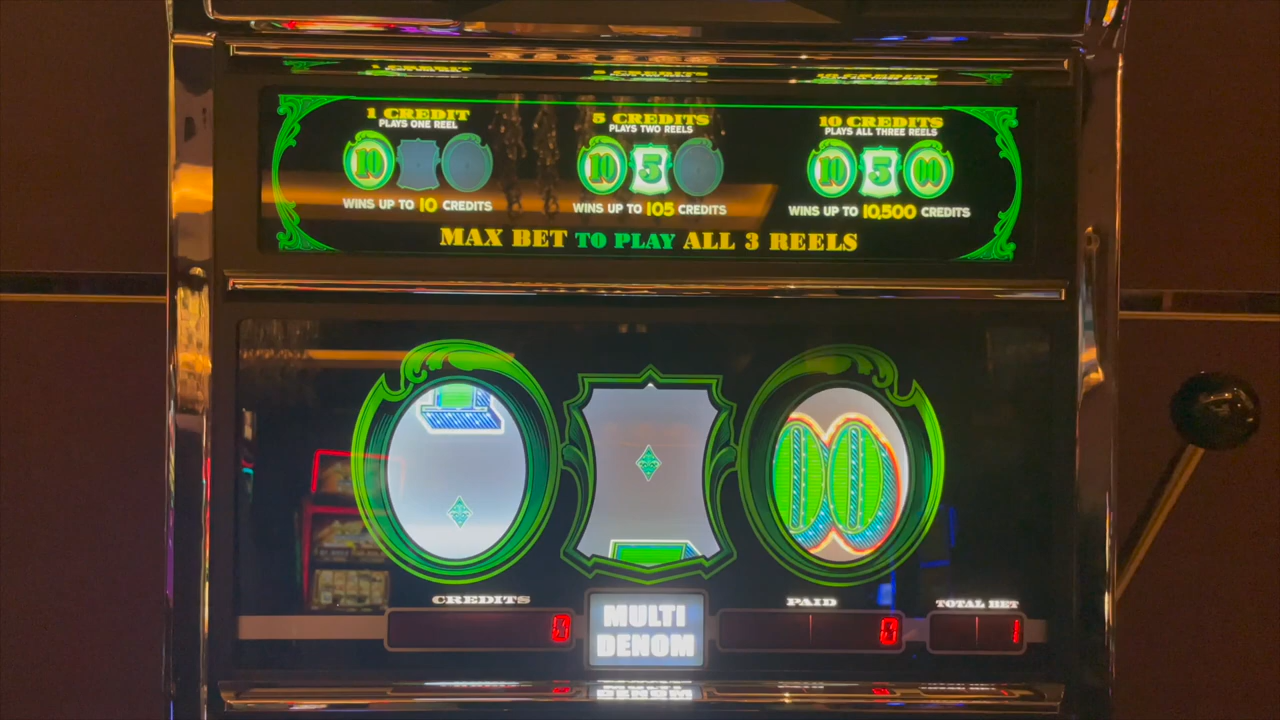 1 CREDIT
PLAYS ONE REEL
10
WINS UP TO 10 CREDITS
5 CREDITS
PLAYS TWO REELS
10 5
WINS UP TO 105 CREDITS
10 CREDITS
PLAYS ALL THREE REELS
10 5 00
WINS UP TO 10,500 CREDITS
MAX BET TO PLAY ALL 3 REELS
00
CREDITS
0
MULTI
DENOM
PAID
0
TOTAL BET
1